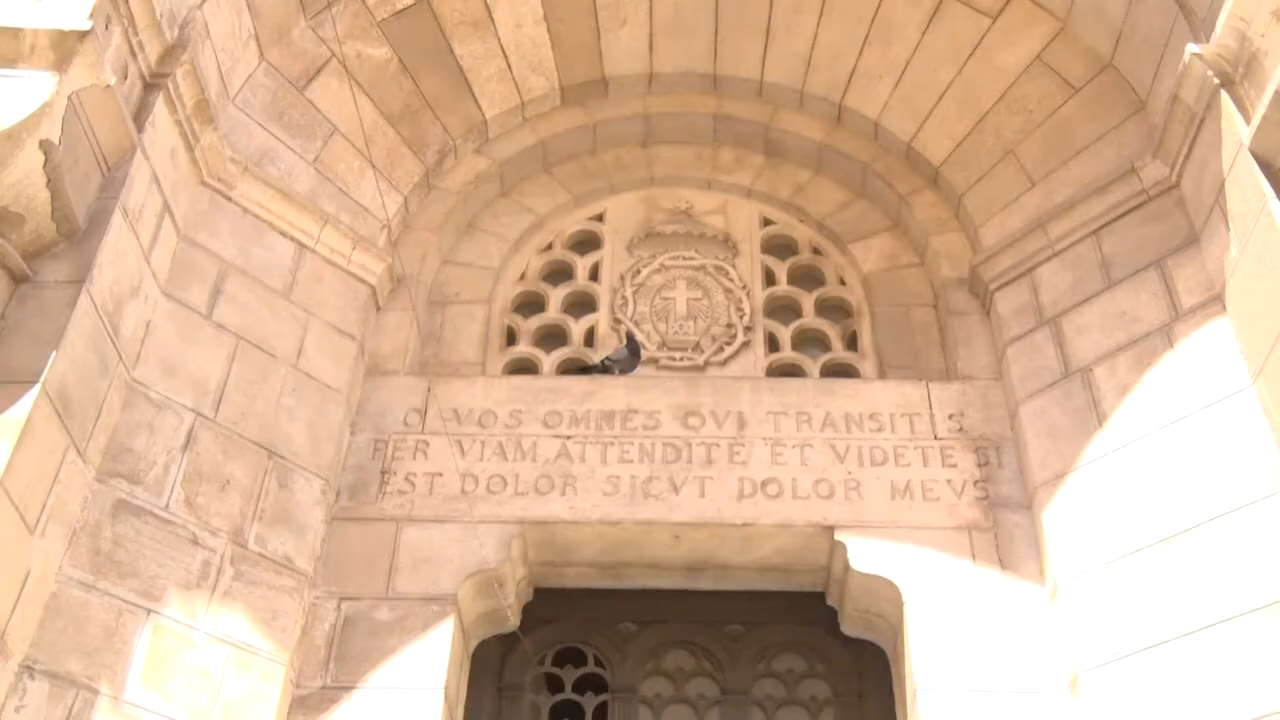 O VOS OMNES QVI TRANSITIS
PER VIAM ATTENDITE ET VIDETE SI
EST DOLOR SICVT DOLOR MEVS